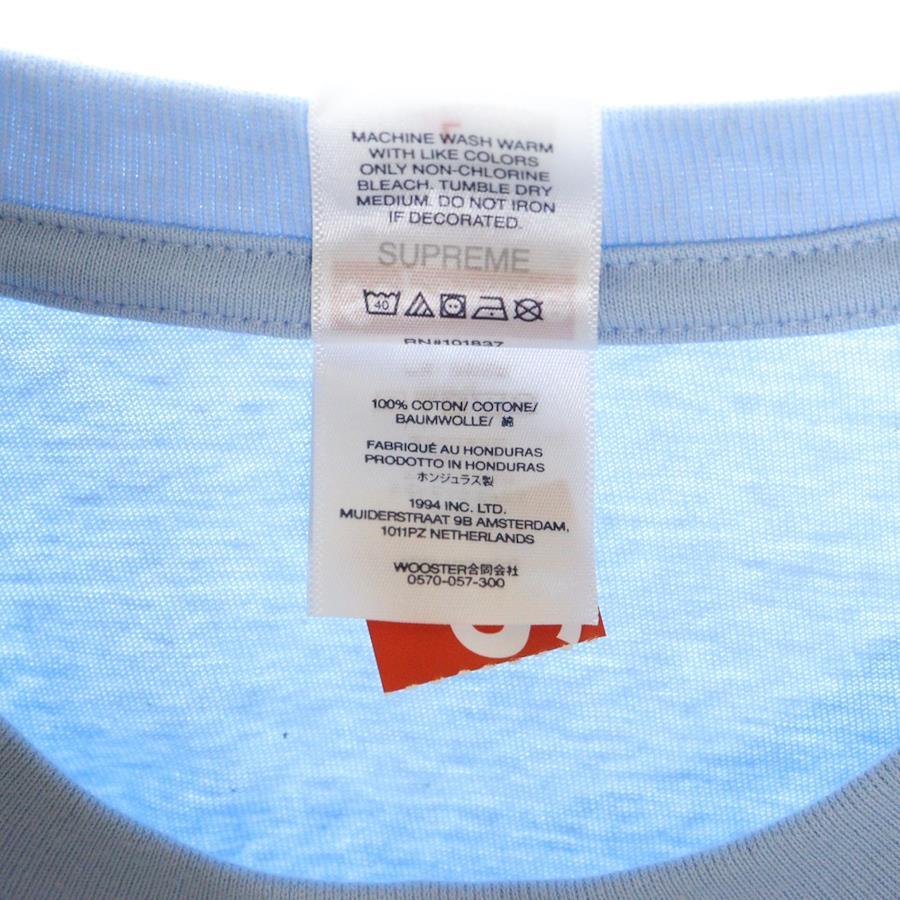 MACHINE WASH WARM
WITH LIKE COLORS
ONLY NON-CHLORINE
BLEACH. TUMBLE DRY
MEDIUM. DO NOT IRON
IF DECORATED.
SUPREME
40
RN#101837
100% COTON/ COTONE/
BAUMWOLLE/ 綿
FABRIQUÉ AU HONDURAS
PRODOTTO IN HONDURAS
ホンジュラス製
1994 INC. LTD.
MUIDERSTRAAT 9B AMSTERDAM,
1011PZ NETHERLANDS
WOOSTER合同会社
0570-057-300